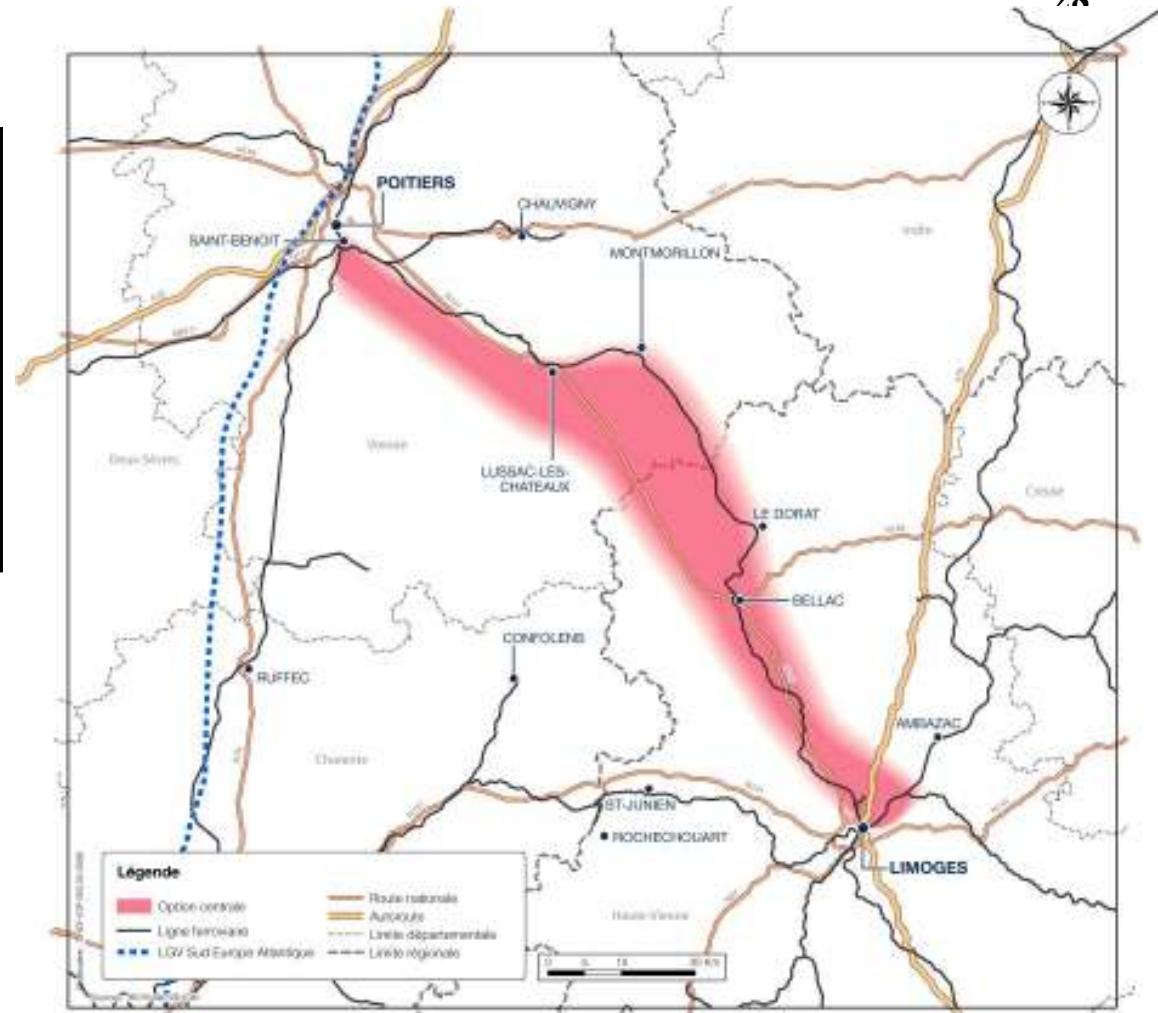 POITIERS
CHAUVIGNY
SAINT-BENOIT
MONTMORILLON
Indre
Vienne
Deux-Sèvres
LUSSAC-LES-
CHATEAUX
Creuse
LE DORAT
BELLAC
CONFOLENS
RUFFEC
AMBAZAC
Charente
ST-JUNIEN
ROCHECHOUART
LIMOGES
Haute-Vienne
Légende
Option centrale
Ligne ferroviaire
LGV Sud Europe Atlantique
Route nationale
Autoroute
Limite départementale
Limite régionale